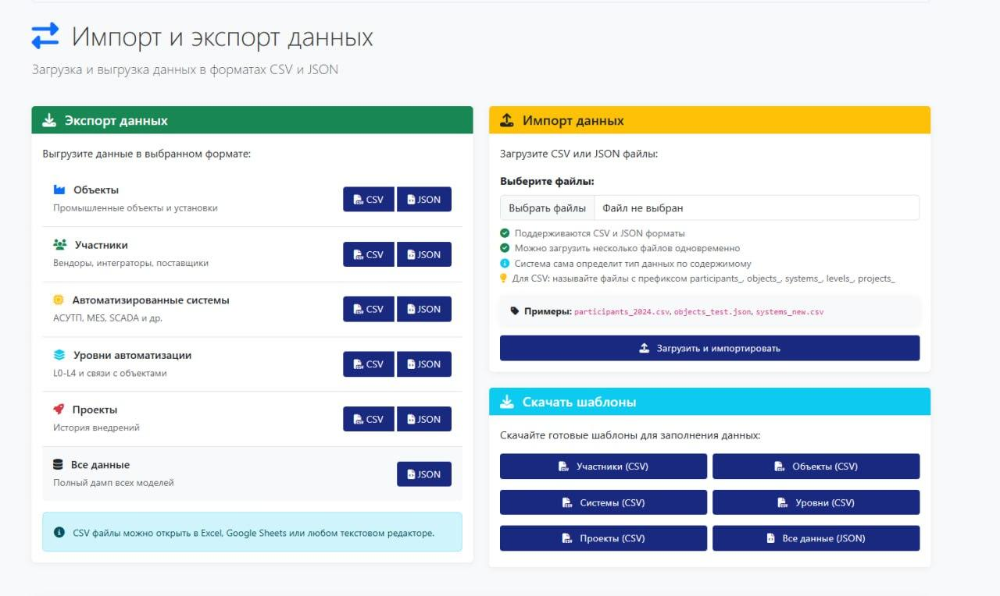 Импорт и экспорт данных
Загрузка и выгрузка данных в форматах CSV и JSON
Экспорт данных
Выгрузите данные в выбранном формате:
Объекты
Промышленные объекты и установки
CSV JSON
Участники
Вендоры, интеграторы, поставщики
CSV JSON
Автоматизированные системы
АСУТП, MES, SCADA и др.
CSV JSON
Уровни автоматизации
L0-L4 и связи с объектами
CSV JSON
Проекты
История внедрений
CSV JSON
Все данные
Полный дамп всех моделей
JSON
CSV файлы можно открыть в Excel, Google Sheets или любом текстовом редакторе.
Импорт данных
Загрузите CSV или JSON файлы:
Выберите файлы:
Выбрать файлы Файл не выбран
Поддерживаются CSV и JSON форматы
Можно загрузить несколько файлов одновременно
Система сама определит тип данных по содержимому
Для CSV: называйте файлы с префиксом participants_, objects_, systems_, levels_, projects_
Примеры: participants_2024.csv, objects_test.json, systems_new.csv
Загрузить и импортировать
Скачать шаблоны
Скачайте готовые шаблоны для заполнения данных:
Участники (CSV) Объекты (CSV)
Системы (CSV) Уровни (CSV)
Проекты (CSV) Все данные (JSON)